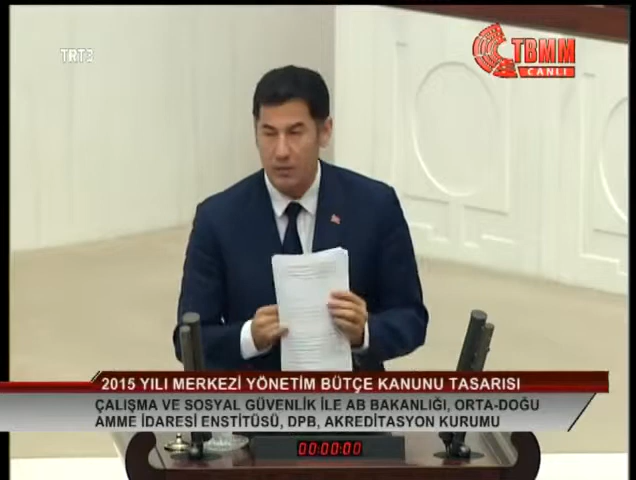 TRT3
TBMM
CANLI
2015 YILI MERKEZİ YÖNETİM BÜTÇE KANUNU TASARISI
ÇALIŞMA VE SOSYAL GÜVENLİK İLE AB BAKANLIĞI, ORTA-DOĞU
AMME İDARESİ ENSTİTÜSÜ, DPB, AKREDİTASYON KURUMU
00:00:00